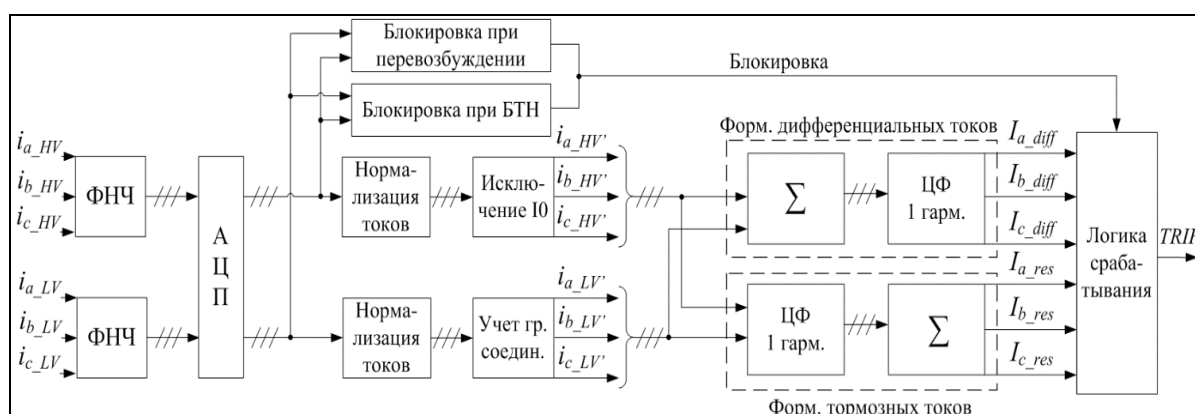 Блокировка при
перевозбуждении
Блокировка
Блокировка при БТН
Форм. дифференциальных токов
i_a_HV
i_b_HV
i_c_HV
ФНЧ
АЦП
Норма-
лизация
токов
Исклю-
чение I0
i_a_HV'
i_b_HV'
i_c_HV'
Σ
ЦФ
1 гарм.
I_a_diff
I_b_diff
I_c_diff
Логика
сраба-
тывания
TRIP
i_a_LV
i_b_LV
i_c_LV
ФНЧ
Норма-
лизация
токов
Учет гр.
соедин.
i_a_LV'
i_b_LV'
i_c_LV'
ЦФ
1 гарм.
Σ
I_a_res
I_b_res
I_c_res
Форм. тормозных токов